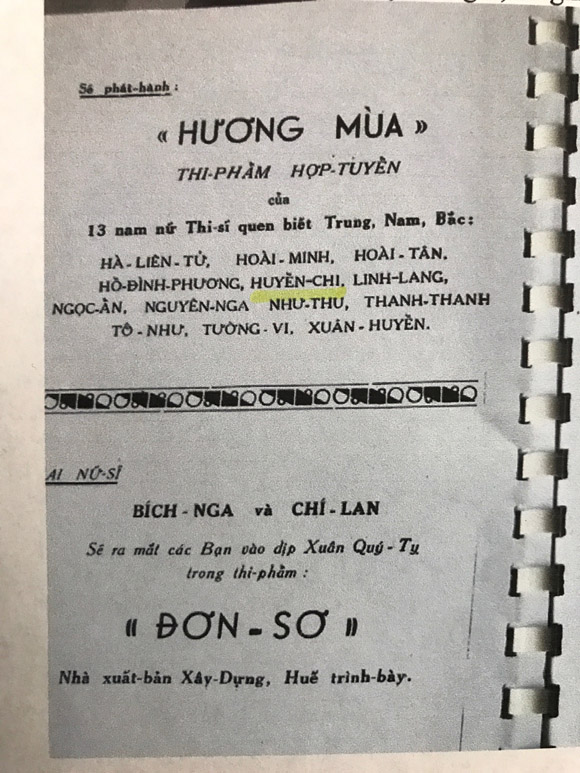 Sẽ phát-hành :
« HƯƠNG MÙA »
THI-PHẨM HỢP-TUYỂN
của
13 nam nữ Thi-sĩ quen biết Trung, Nam, Bắc:
HÀ-LIÊN-TỬ, HOÀI-MINH, HOÀI-TÂN,
HỒ-ĐÌNH-PHƯƠNG, HUYỀN-CHI, LINH-LANG,
NGỌC-ẨN, NGUYÊN-NGA NHƯ-THU, THANH-THANH
TÔ-NHƯ, TƯỜNG-VI, XUÂN-HUYỀN.
AI NỮ-SĨ
BÍCH-NGA và CHÍ-LAN
Sẽ ra mắt các Bạn vào dịp Xuân Quý-Tỵ
trong thi-phẩm :
« ĐƠN-SƠ »
Nhà xuất-bản Xây-Dựng, Huế trình-bày.